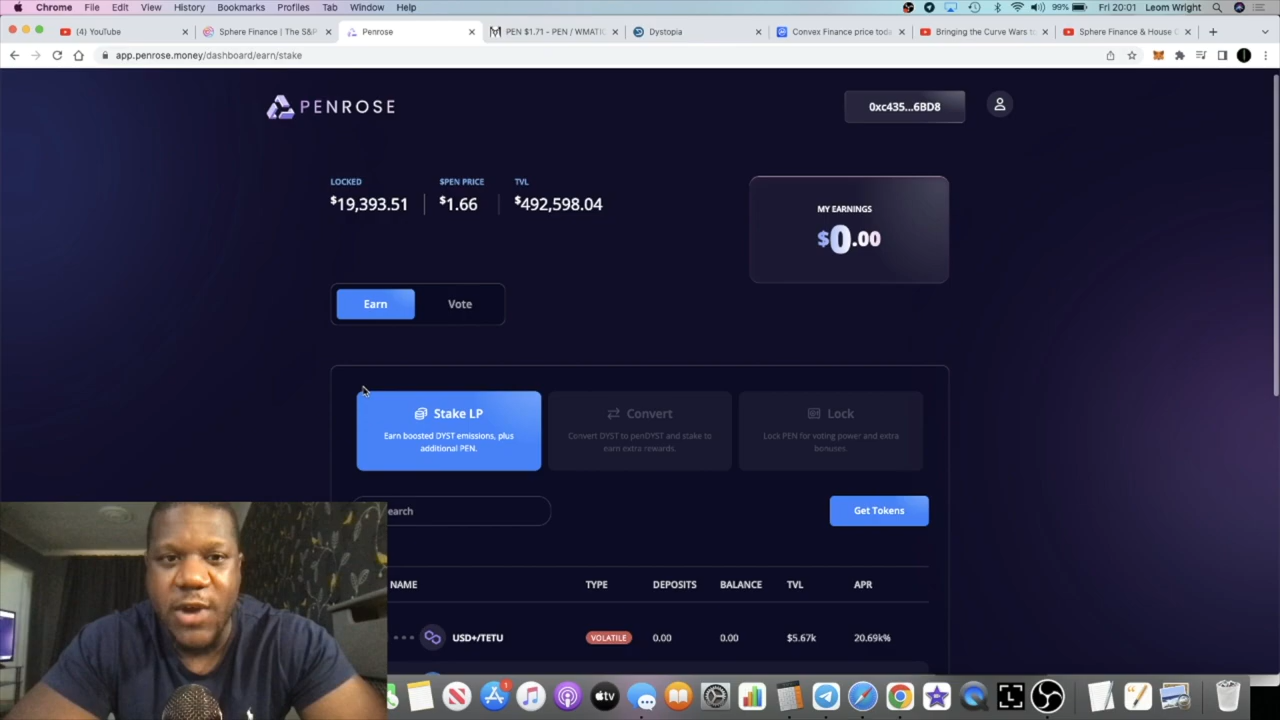 Chrome File Edit View History Bookmarks Profiles Tab Window Help 99% Fri 20:01 Leom Wright
(4) YouTube
Sphere Finance | The S&P
Penrose
PEN $1.71 - PEN / WMATIC
Dystopia
Convex Finance price toda
Bringing the Curve Wars to
Sphere Finance & House
app.penrose.money/dashboard/earn/stake
PENROSE
0xc435...6BD8
LOCKED $PEN PRICE TVL
$19,393.51 $1.66 $492,598.04
MY EARNINGS
$0.00
Earn Vote
Stake LP
Earn boosted DYST emissions, plus
additional PEN.
Convert
Convert DYST to penDYST and stake to
earn extra rewards.
Lock
Lock PEN for voting power and extra
bonuses.
earch
Get Tokens
NAME TYPE DEPOSITS BALANCE TVL APR
USD+/TETU VOLATILE 0.00 0.00 $5.67k 20.69k%
1
tv
L